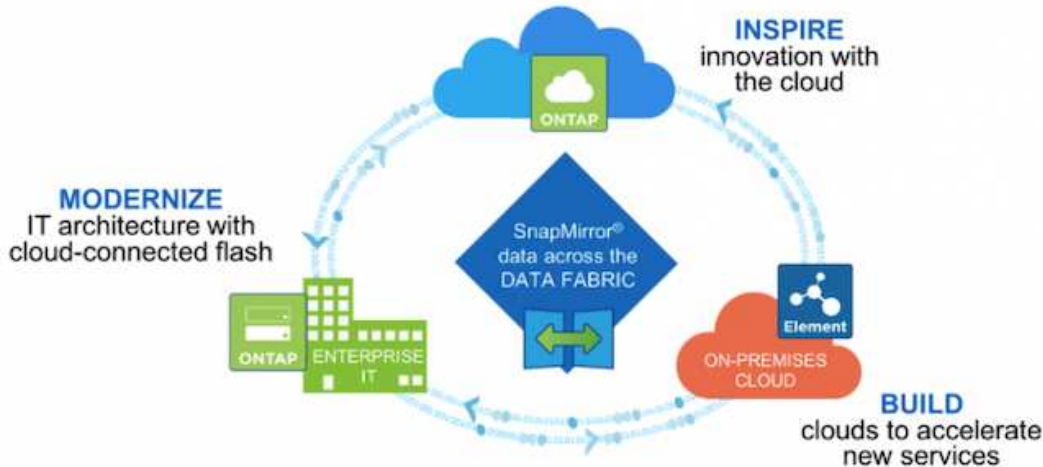 INSPIRE
innovation with
the cloud
ONTAP
MODERNIZE
IT architecture with
cloud-connected flash
SnapMirror®
data across the
DATA FABRIC
ONTAP
ENTERPRISE
IT
Element
ON-PREMISES
CLOUD
BUILD
clouds to accelerate
new services